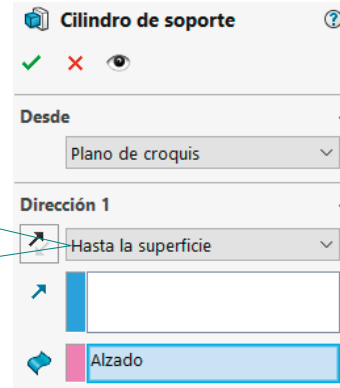 Cilindro de soporte
Desde
Plano de croquis
Dirección 1
Hasta la superficie
Alzado